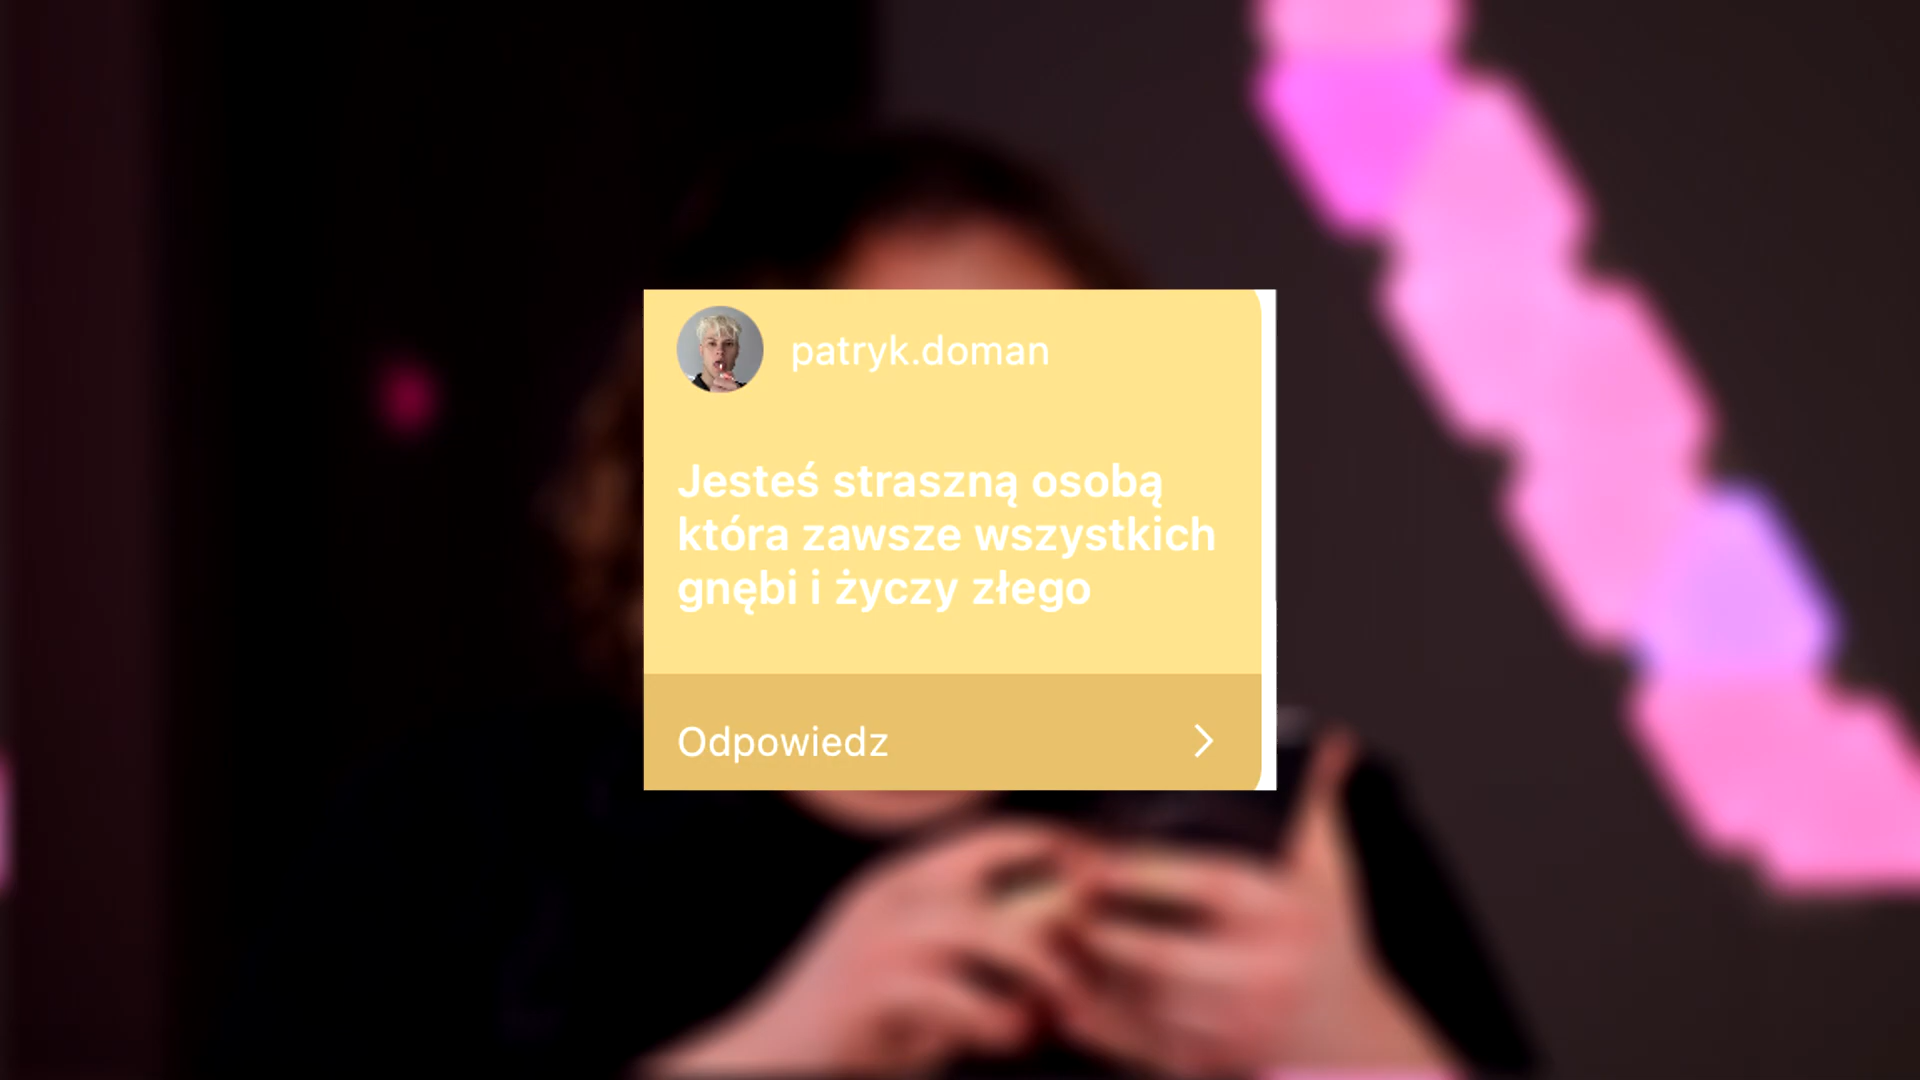 patryk.doman
Jesteś straszną osobą
która zawsze wszystkich
gnębi i życzy złego
Odpowiedz